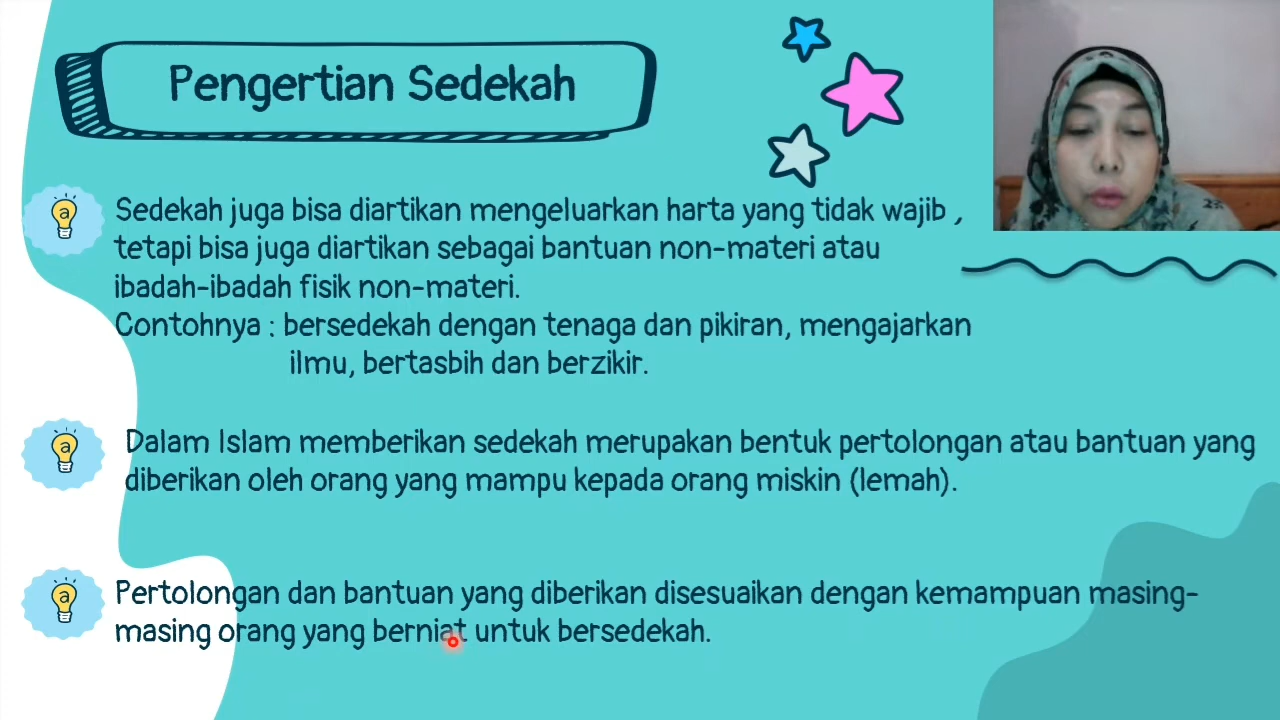 Pengertian Sedekah
a
Sedekah juga bisa diartikan mengeluarkan harta yang tidak wajib ,
tetapi bisa juga diartikan sebagai bantuan non-materi atau
ibadah-ibadah fisik non-materi.
Contohnya : bersedekah dengan tenaga dan pikiran, mengajarkan
ilmu, bertasbih dan berzikir.
a
Dalam Islam memberikan sedekah merupakan bentuk pertolongan atau bantuan yang
diberikan oleh orang yang mampu kepada orang miskin (lemah).
a
Pertolongan dan bantuan yang diberikan disesuaikan dengan kemampuan masing-
masing orang yang berniat untuk bersedekah.